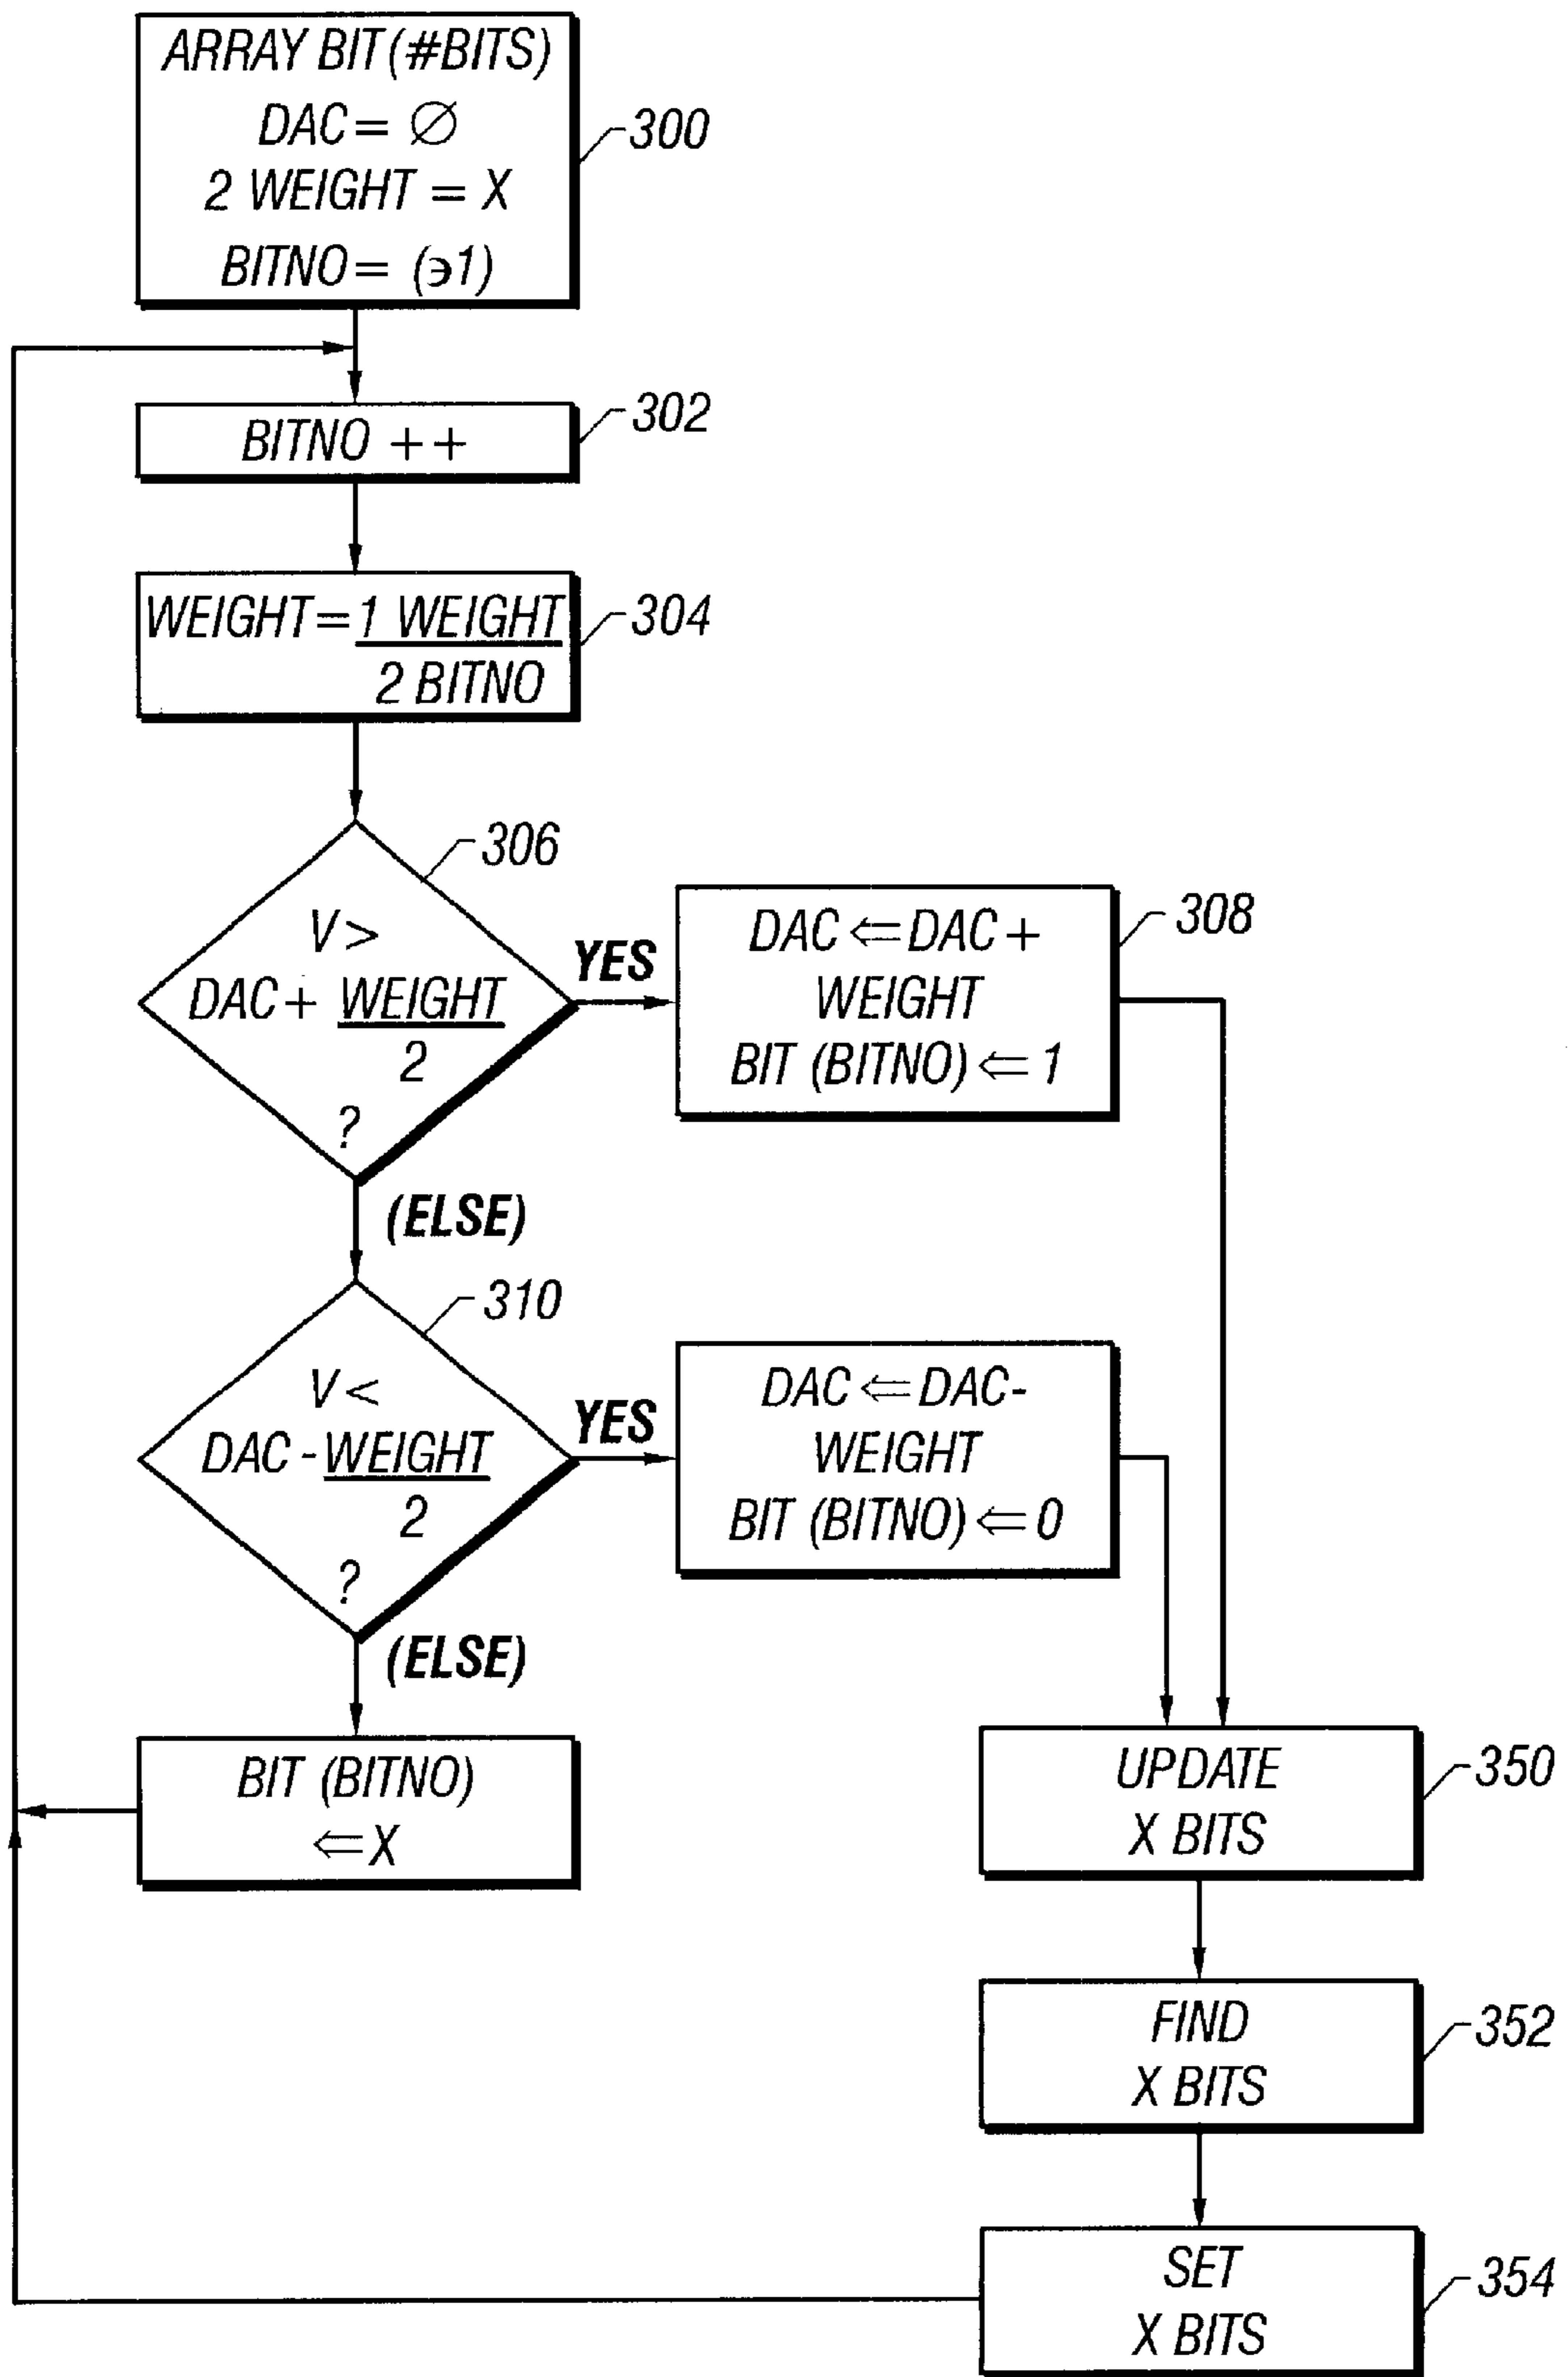 ARRAY BIT (#BITS)
DAC = ∅
2 WEIGHT = X
BITNO = (∍1)
300
BITNO ++
302
WEIGHT = 1 WEIGHT
2 BITNO
304
306
V >
DAC + WEIGHT
2
?
YES
DAC ⇐ DAC +
WEIGHT
BIT (BITNO) ⇐ 1
308
(ELSE)
310
V <
DAC - WEIGHT
2
?
YES
DAC ⇐ DAC-
WEIGHT
BIT (BITNO) ⇐ 0
(ELSE)
BIT (BITNO)
⇐ X
UPDATE
X BITS
350
FIND
X BITS
352
SET
X BITS
354